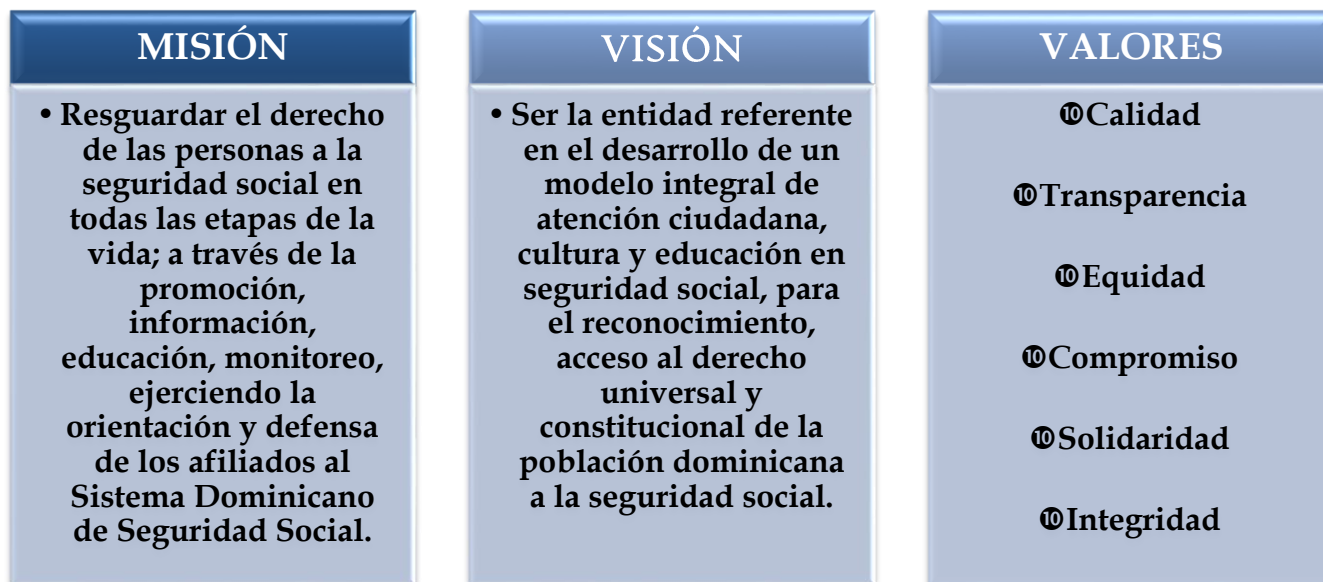 MISIÓN
• Resguardar el derecho
de las personas a la
seguridad social en
todas las etapas de la
vida; a través de la
promoción,
información,
educación, monitoreo,
ejerciendo la
orientación y defensa
de los afiliados al
Sistema Dominicano
de Seguridad Social.
VISIÓN
• Ser la entidad referente
en el desarrollo de un
modelo integral de
atención ciudadana,
cultura y educación en
seguridad social, para
el reconocimiento,
acceso al derecho
universal y
constitucional de la
población dominicana
a la seguridad social.
VALORES
❿Calidad
❿Transparencia
❿Equidad
❿Compromiso
❿Solidaridad
❿Integridad